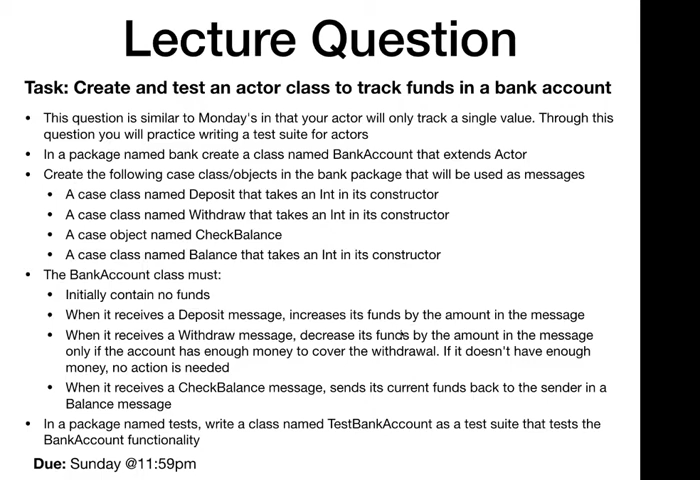 Lecture Question
Task: Create and test an actor class to track funds in a bank account
• This question is similar to Monday's in that your actor will only track a single value. Through this
question you will practice writing a test suite for actors
• In a package named bank create a class named BankAccount that extends Actor
• Create the following case class/objects in the bank package that will be used as messages
• A case class named Deposit that takes an Int in its constructor
• A case class named Withdraw that takes an Int in its constructor
• A case object named CheckBalance
• A case class named Balance that takes an Int in its constructor
• The BankAccount class must:
• Initially contain no funds
• When it receives a Deposit message, increases its funds by the amount in the message
• When it receives a Withdraw message, decrease its funds by the amount in the message
only if the account has enough money to cover the withdrawal. If it doesn't have enough
money, no action is needed
• When it receives a CheckBalance message, sends its current funds back to the sender in a
Balance message
• In a package named tests, write a class named TestBankAccount as a test suite that tests the
BankAccount functionality
Due: Sunday @11:59pm